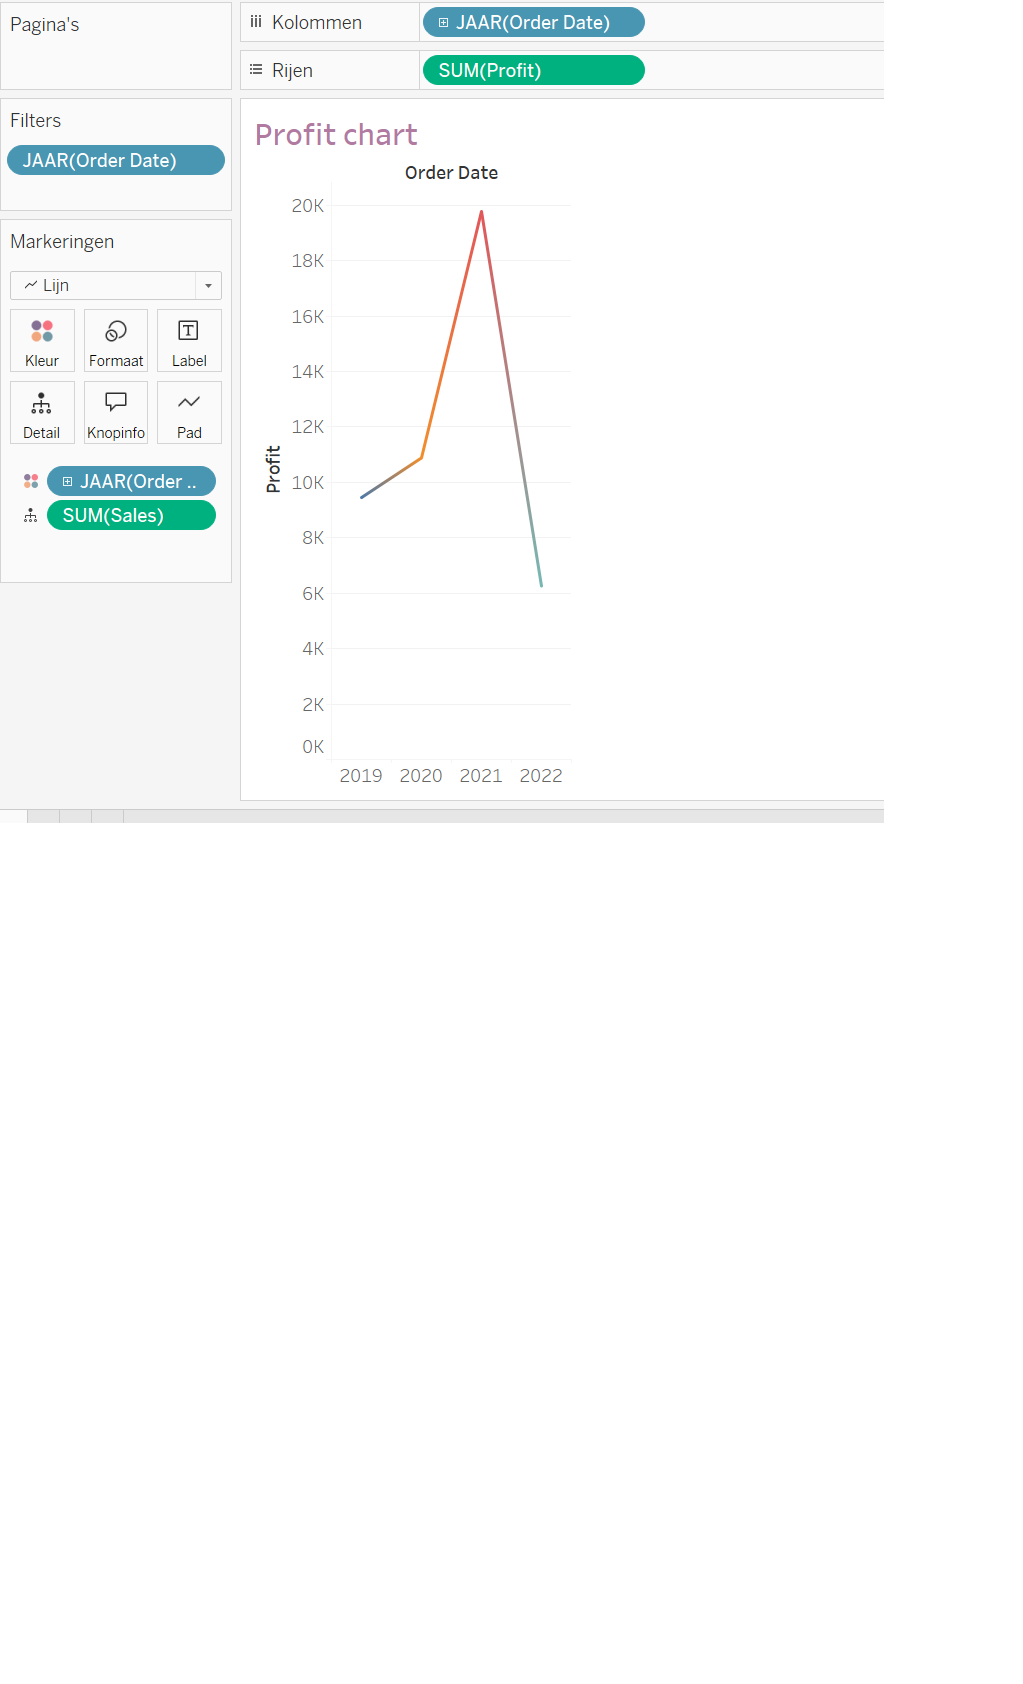 Pagina's
Kolommen
JAAR(Order Date)
Rijen
SUM(Profit)
Filters
JAAR(Order Date)
Markeringen
Lijn
Kleur Formaat Label
Detail Knopinfo Pad
JAAR(Order ..
SUM(Sales)
Profit chart
Order Date
Profit
20K
18K
16K
14K
12K
10K
8K
6K
4K
2K
0K
2019 2020 2021 2022